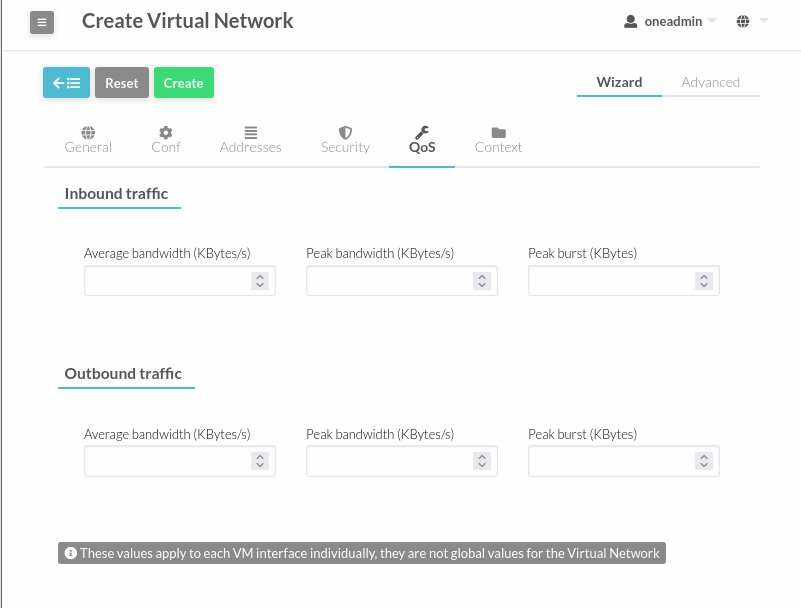 Create Virtual Network
oneadmin
Reset
Create
Wizard
Advanced
General
Conf
Addresses
Security
QoS
Context
Inbound traffic
Average bandwidth (KBytes/s)
Peak bandwidth (KBytes/s)
Peak burst (KBytes)
Outbound traffic
Average bandwidth (KBytes/s)
Peak bandwidth (KBytes/s)
Peak burst (KBytes)
These values apply to each VM interface individually, they are not global values for the Virtual Network